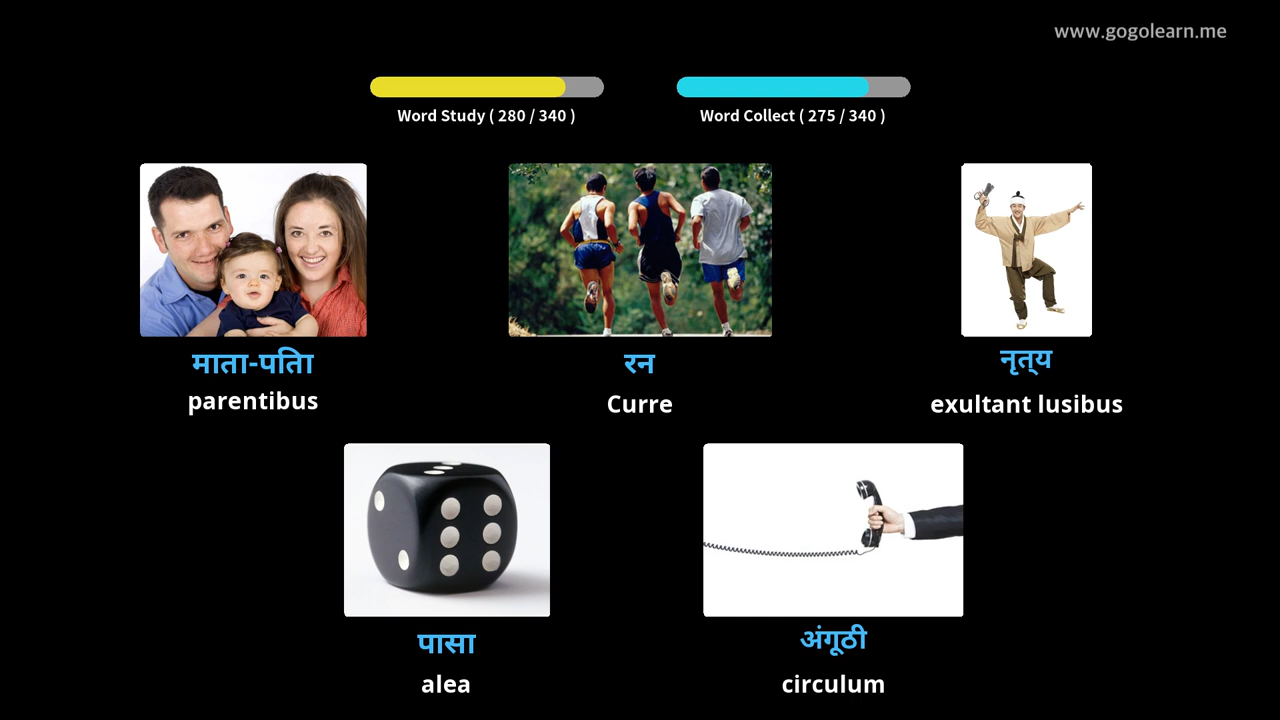 www.gogolearn.me
Word Study ( 280 / 340 )
Word Collect ( 275 / 340 )
माता-पिता
parentibus
रन
Curre
नृत्य
exultant lusibus
पासा
alea
अंगूठी
circulum